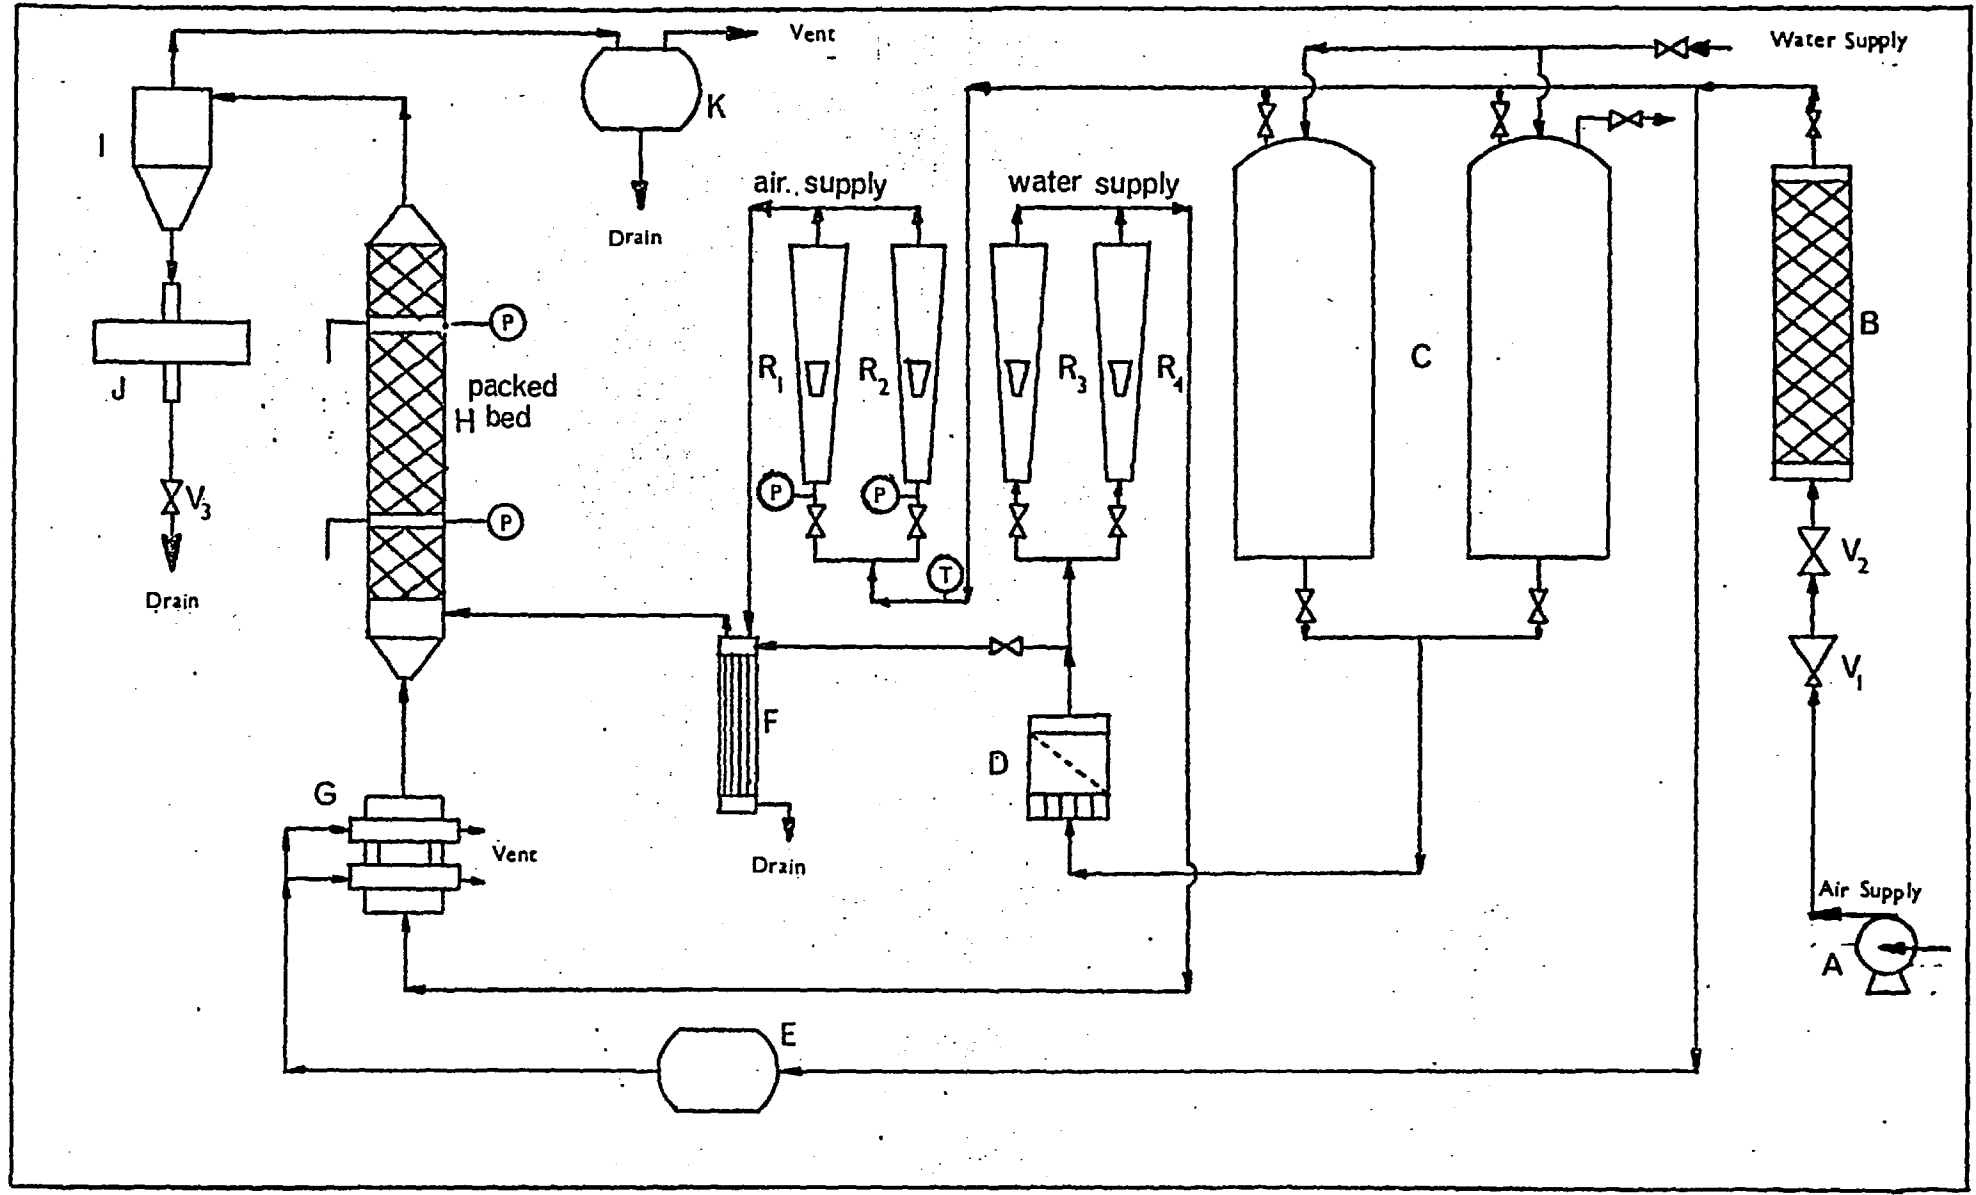 Vent
Water Supply
K
I
air supply
water supply
Drain
B
P
R1
R2
R3
R4
C
J
packed
H bed
V3
P
P
P
V2
T
Drain
V1
F
D
G
Vent
Drain
Air Supply
A
E